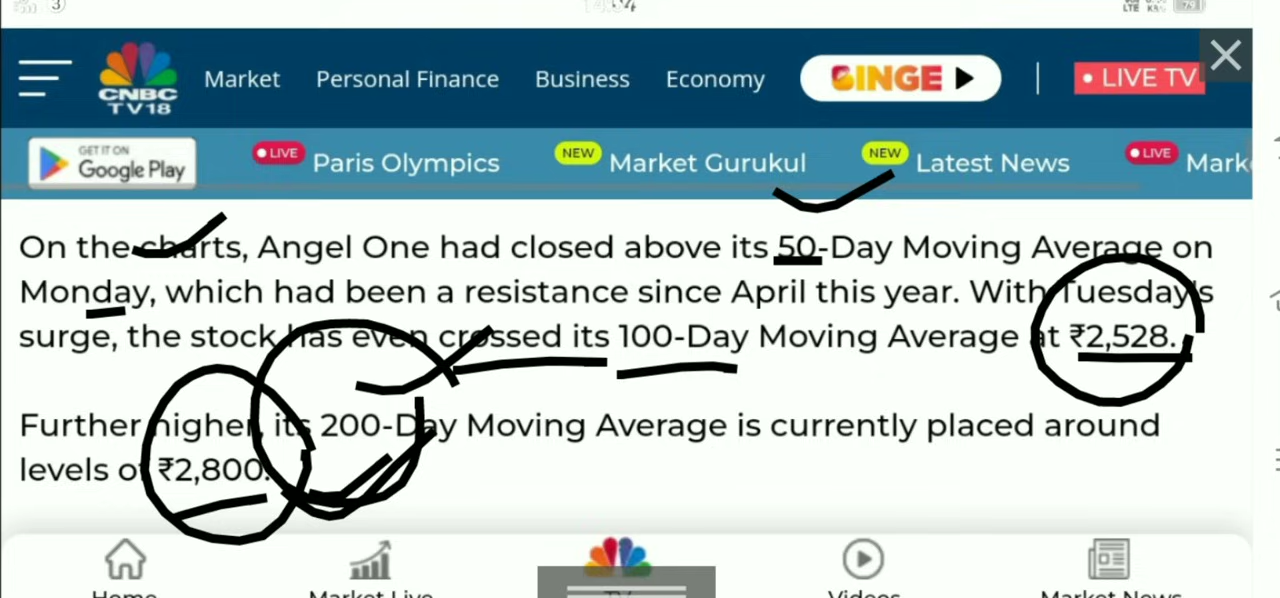 3
LTE
79
CNBC
TV18
Market
Personal Finance
Business
Economy
BINGE
LIVE TV
GET IT ON
Google Play
LIVE
Paris Olympics
NEW
Market Gurukul
NEW
Latest News
LIVE
On the charts, Angel One had closed above its 50-Day Moving Average on
Monday, which had been a resistance since April this year. With Tuesday's
surge, the stock has even crossed its 100-Day Moving Average at ₹2,528.
Further higher, its 200-Day Moving Average is currently placed around
levels of ₹2,800.
Home
Market Live
Videos
Market News